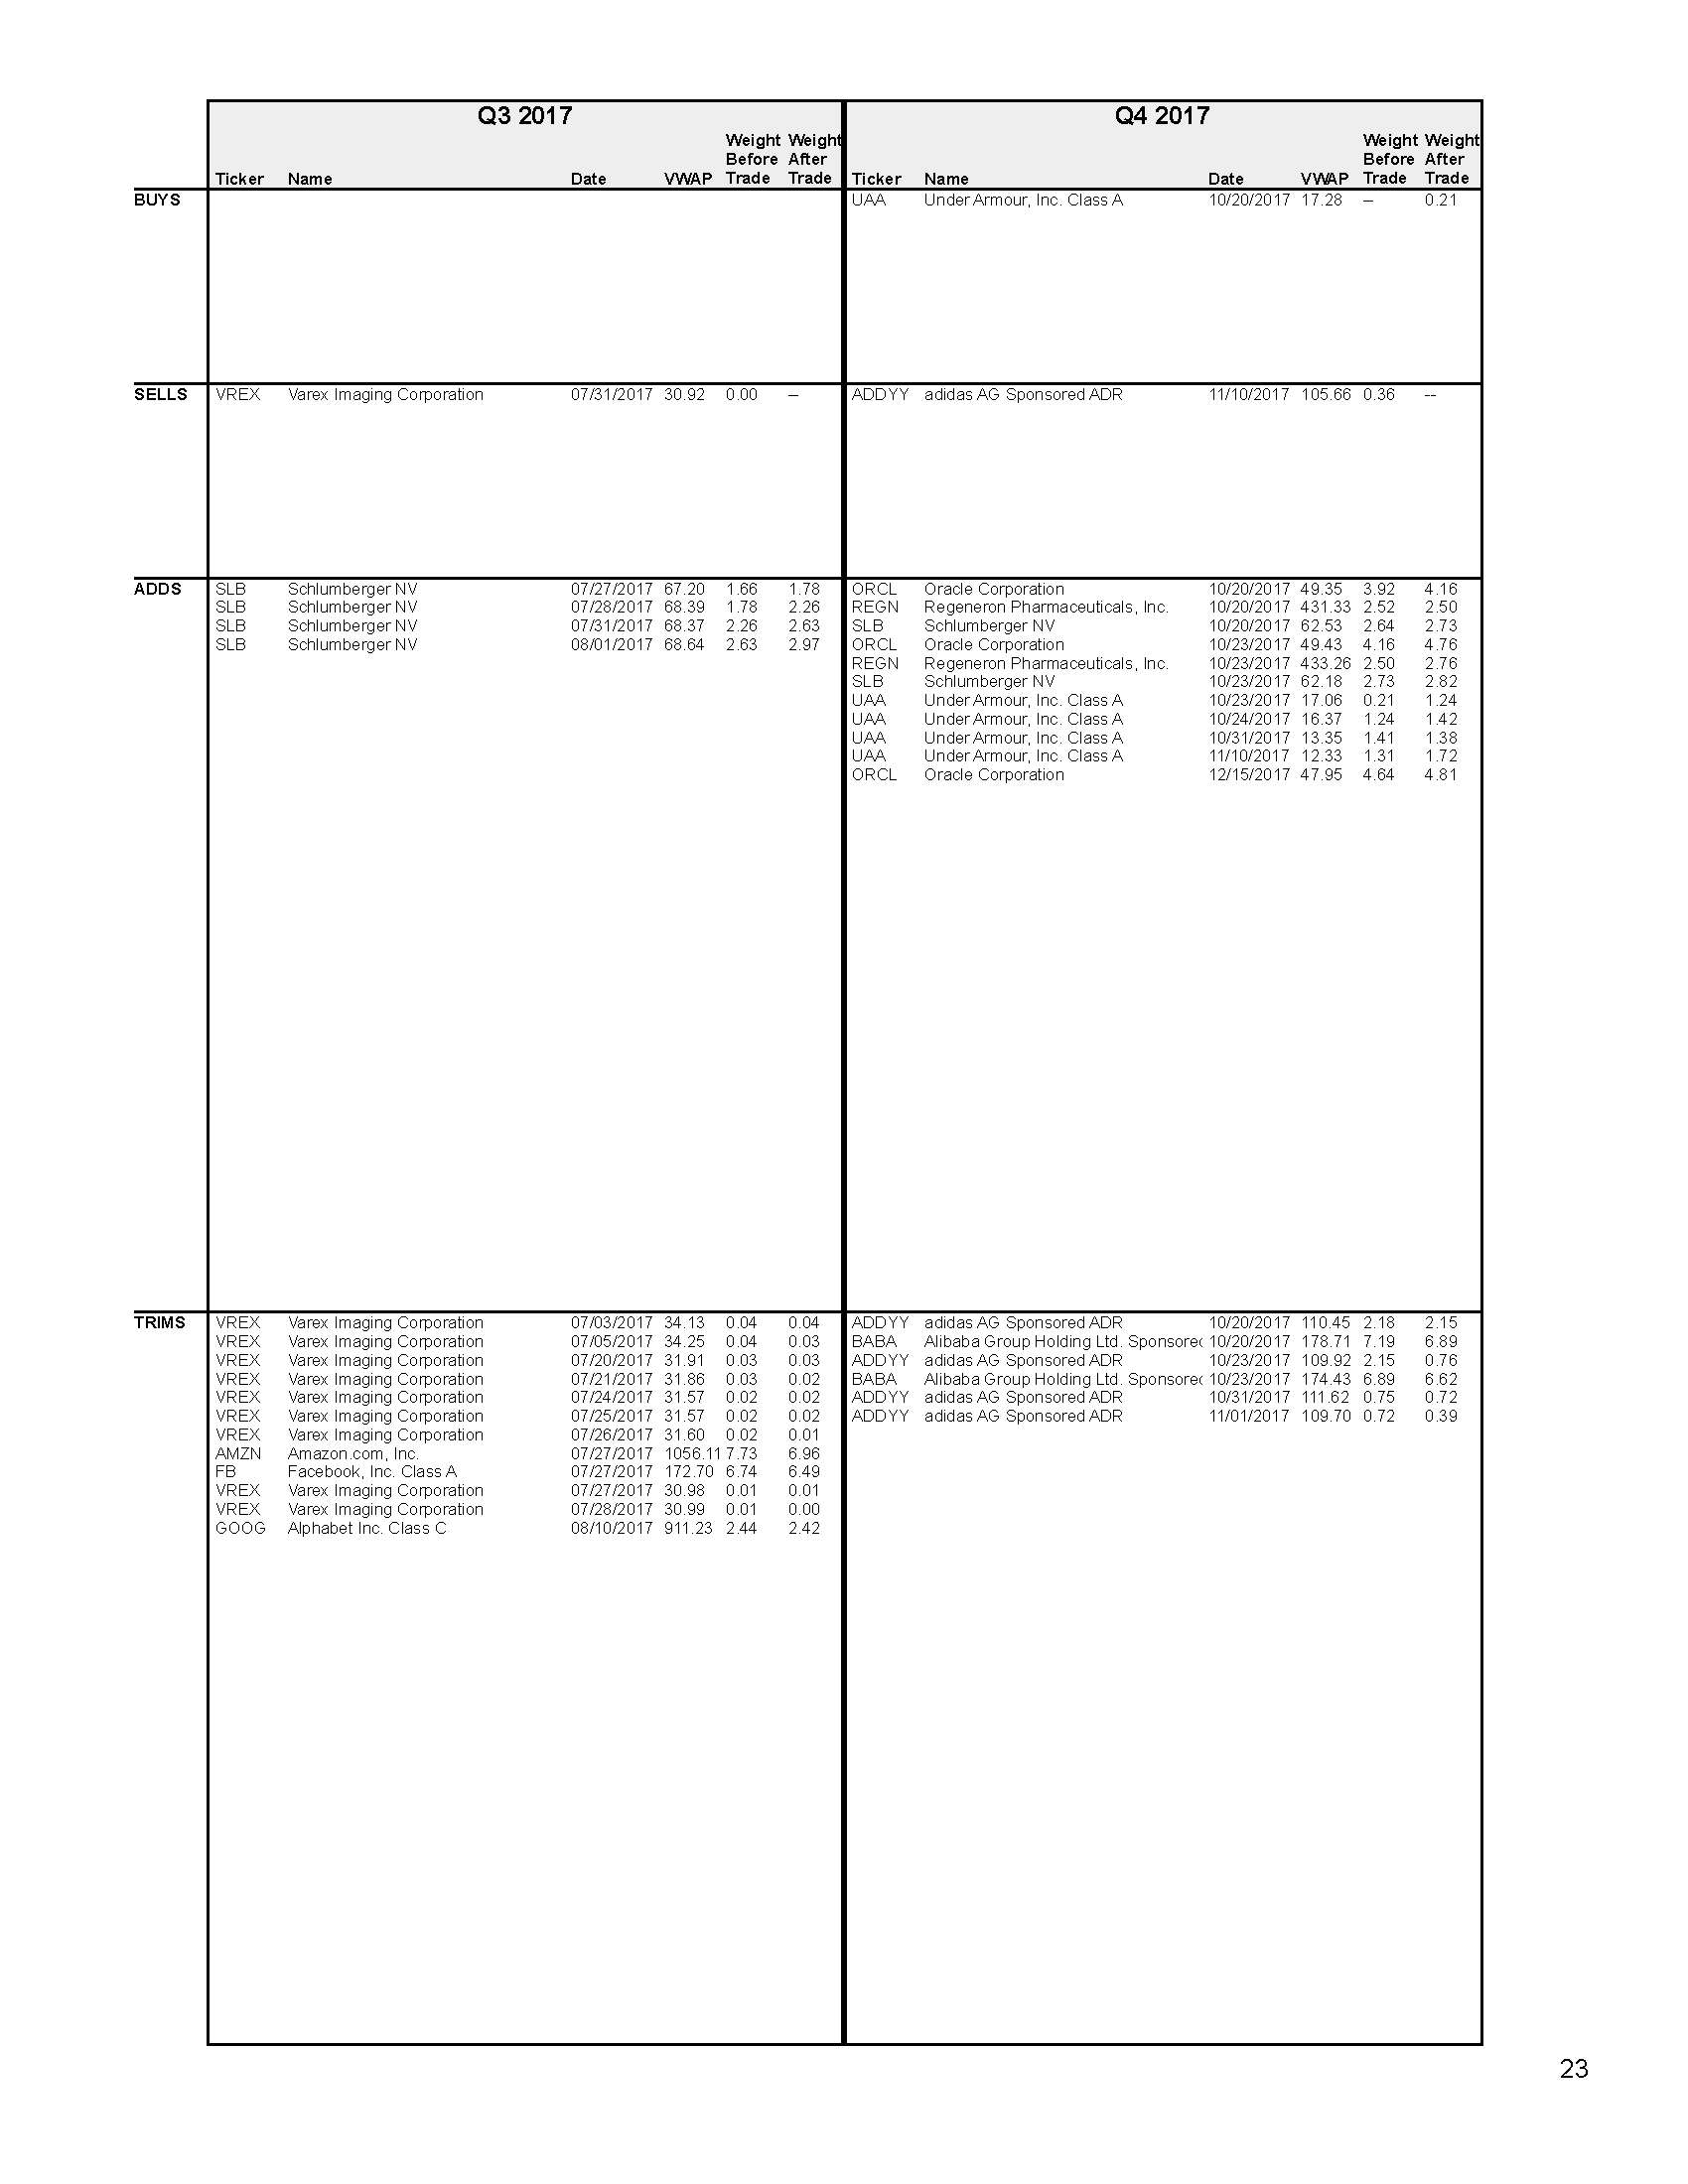 Q3 2017
Q4 2017
Weight Weight
Before After
Ticker Name Date VWAP Trade Trade
Weight Weight
Before After
Ticker Name Date VWAP Trade Trade
BUYS
UAA Under Armour, Inc. Class A 10/20/2017 17.28 – 0.21
SELLS
VREX Varex Imaging Corporation 07/31/2017 30.92 0.00 –
ADDYY adidas AG Sponsored ADR 11/10/2017 105.66 0.36 --
ADDS
SLB Schlumberger NV 07/27/2017 67.20 1.66 1.78
SLB Schlumberger NV 07/28/2017 68.39 1.78 2.26
SLB Schlumberger NV 07/31/2017 68.37 2.26 2.63
SLB Schlumberger NV 08/01/2017 68.64 2.63 2.97
ORCL Oracle Corporation 10/20/2017 49.35 3.92 4.16
REGN Regeneron Pharmaceuticals, Inc. 10/20/2017 431.33 2.52 2.50
SLB Schlumberger NV 10/20/2017 62.53 2.64 2.73
ORCL Oracle Corporation 10/23/2017 49.43 4.16 4.76
REGN Regeneron Pharmaceuticals, Inc. 10/23/2017 433.26 2.50 2.76
SLB Schlumberger NV 10/23/2017 62.18 2.73 2.82
UAA Under Armour, Inc. Class A 10/23/2017 17.06 0.21 1.24
UAA Under Armour, Inc. Class A 10/24/2017 16.37 1.24 1.42
UAA Under Armour, Inc. Class A 10/31/2017 13.35 1.41 1.38
UAA Under Armour, Inc. Class A 11/10/2017 12.33 1.31 1.72
ORCL Oracle Corporation 12/15/2017 47.95 4.64 4.81
TRIMS
VREX Varex Imaging Corporation 07/03/2017 34.13 0.04 0.04
VREX Varex Imaging Corporation 07/05/2017 34.25 0.04 0.03
VREX Varex Imaging Corporation 07/20/2017 31.91 0.03 0.03
VREX Varex Imaging Corporation 07/21/2017 31.86 0.03 0.02
VREX Varex Imaging Corporation 07/24/2017 31.57 0.02 0.02
VREX Varex Imaging Corporation 07/25/2017 31.57 0.02 0.02
VREX Varex Imaging Corporation 07/26/2017 31.60 0.02 0.01
AMZN Amazon.com, Inc. 07/27/2017 1056.11 7.73 6.96
FB Facebook, Inc. Class A 07/27/2017 172.70 6.74 6.49
VREX Varex Imaging Corporation 07/27/2017 30.98 0.01 0.01
VREX Varex Imaging Corporation 07/28/2017 30.99 0.01 0.00
GOOG Alphabet Inc. Class C 08/10/2017 911.23 2.44 2.42
ADDYY adidas AG Sponsored ADR 10/20/2017 110.45 2.18 2.15
BABA Alibaba Group Holding Ltd. Sponsored 10/20/2017 178.71 7.19 6.89
ADDYY adidas AG Sponsored ADR 10/23/2017 109.92 2.15 0.76
BABA Alibaba Group Holding Ltd. Sponsored 10/23/2017 174.43 6.89 6.62
ADDYY adidas AG Sponsored ADR 10/31/2017 111.62 0.75 0.72
ADDYY adidas AG Sponsored ADR 11/01/2017 109.70 0.72 0.39
23